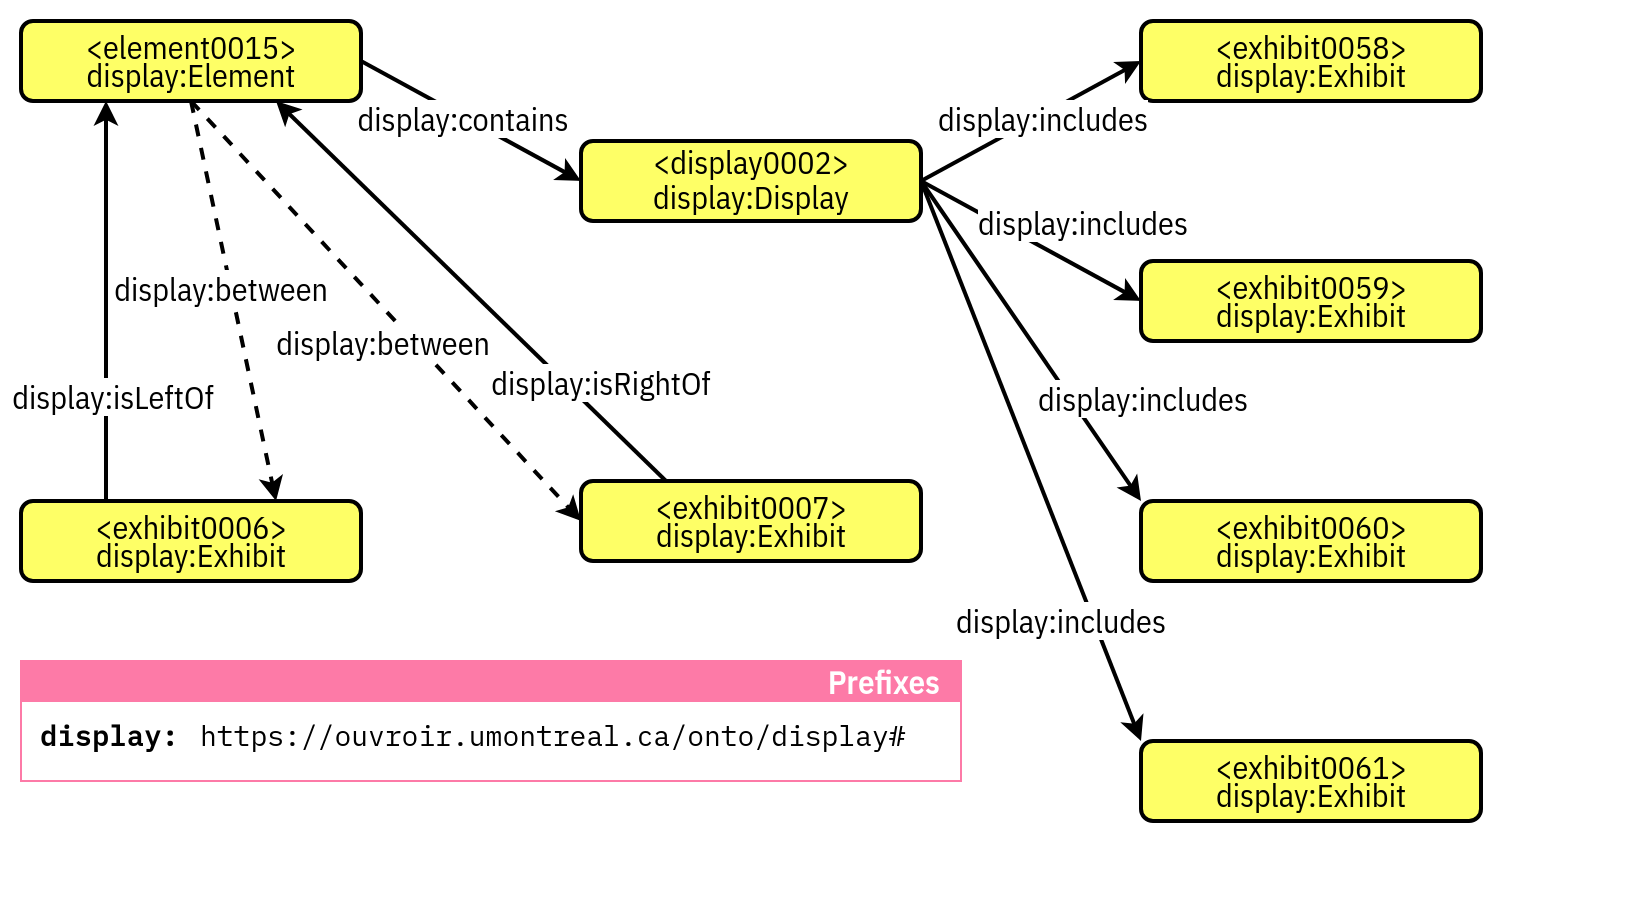 <element0015>
display:Element
<exhibit0058>
display:Exhibit
display:contains
display:includes
<display0002>
display:Display
display:includes
<exhibit0059>
display:Exhibit
display:between
display:between
display:isRightOf
display:isLeftOf
display:includes
<exhibit0006>
display:Exhibit
<exhibit0007>
display:Exhibit
<exhibit0060>
display:Exhibit
display:includes
Prefixes
display: https://ouvroir.umontreal.ca/onto/display#
<exhibit0061>
display:Exhibit